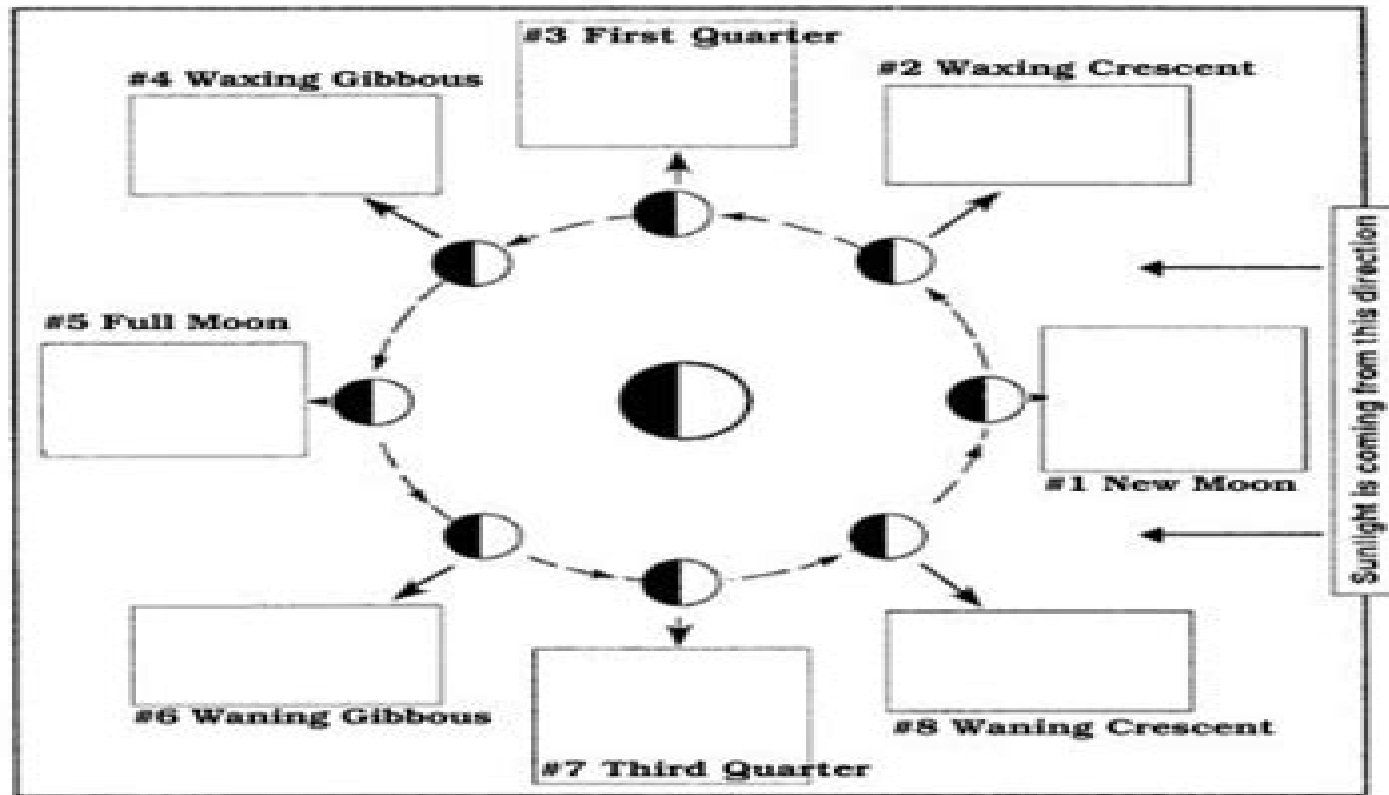 #3 First Quarter
#4 Waxing Gibbous
#2 Waxing Crescent
Sunlight is coming from this direction
#5 Full Moon
#1 New Moon
#6 Waning Gibbous
#8 Waning Crescent
#7 Third Quarter